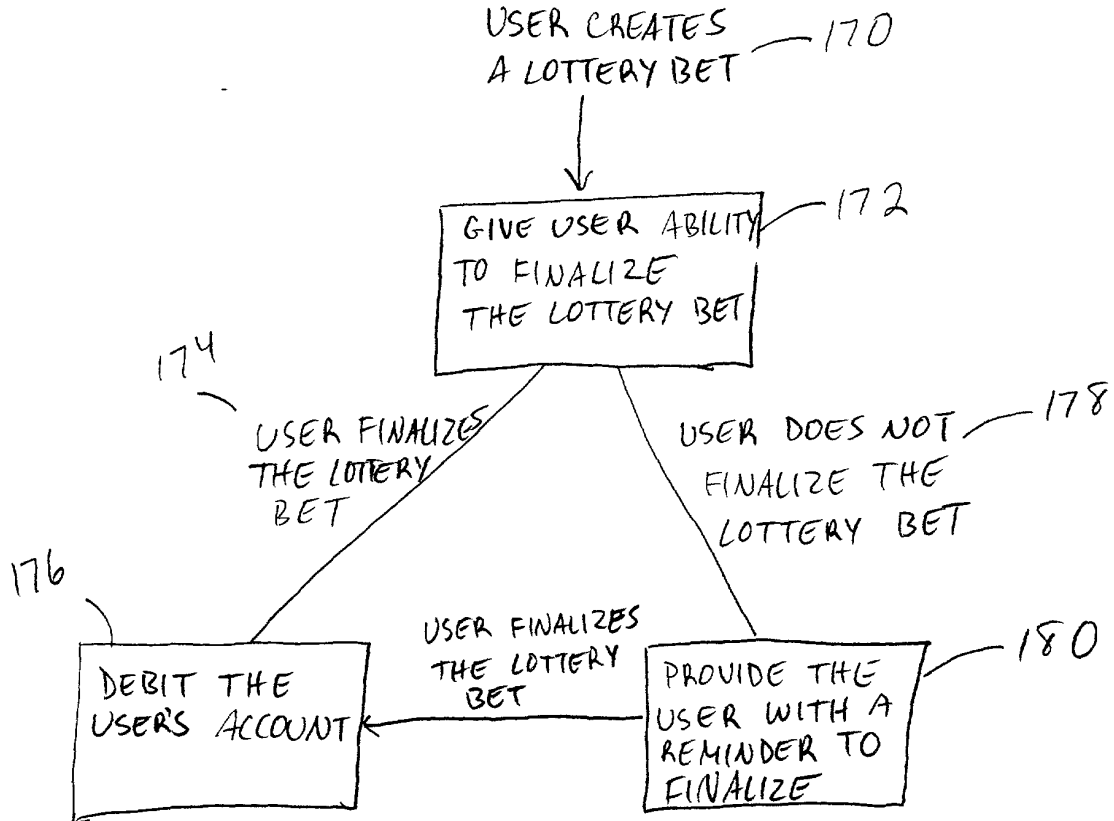 USER CREATES
A LOTTERY BET
170
GIVE USER ABILITY
TO FINALIZE
THE LOTTERY BET
172
174
USER FINALIZES
THE LOTTERY
BET
USER DOES NOT
FINALIZE THE
LOTTERY BET
178
176
DEBIT THE
USER'S ACCOUNT
USER FINALIZES
THE LOTTERY
BET
PROVIDE THE
USER WITH A
REMINDER TO
FINALIZE
180